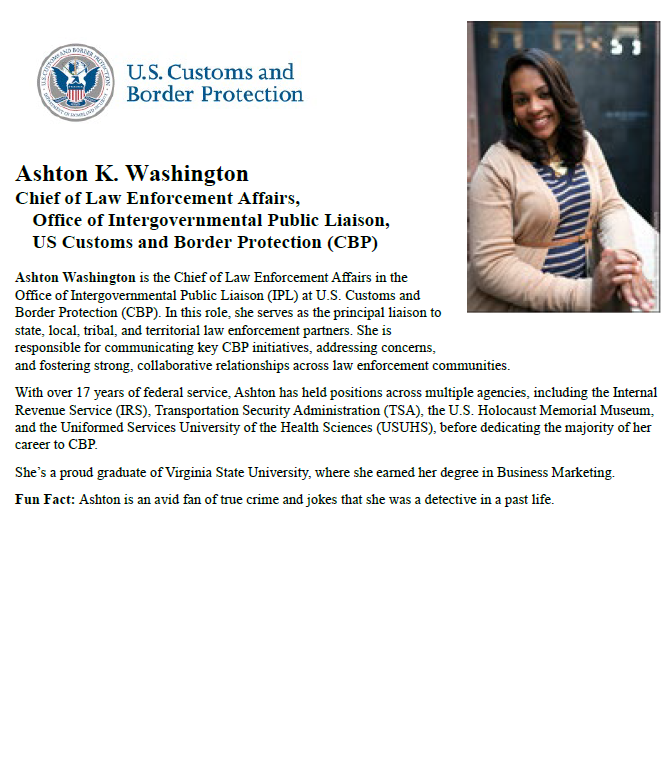 U.S. Customs and
Border Protection
Ashton K. Washington
Chief of Law Enforcement Affairs,
Office of Intergovernmental Public Liaison,
US Customs and Border Protection (CBP)
Ashton Washington is the Chief of Law Enforcement Affairs in the
Office of Intergovernmental Public Liaison (IPL) at U.S. Customs and
Border Protection (CBP). In this role, she serves as the principal liaison to
state, local, tribal, and territorial law enforcement partners. She is
responsible for communicating key CBP initiatives, addressing concerns,
and fostering strong, collaborative relationships across law enforcement communities.
With over 17 years of federal service, Ashton has held positions across multiple agencies, including the Internal
Revenue Service (IRS), Transportation Security Administration (TSA), the U.S. Holocaust Memorial Museum,
and the Uniformed Services University of the Health Sciences (USUHS), before dedicating the majority of her
career to CBP.
She’s a proud graduate of Virginia State University, where she earned her degree in Business Marketing.
Fun Fact: Ashton is an avid fan of true crime and jokes that she was a detective in a past life.